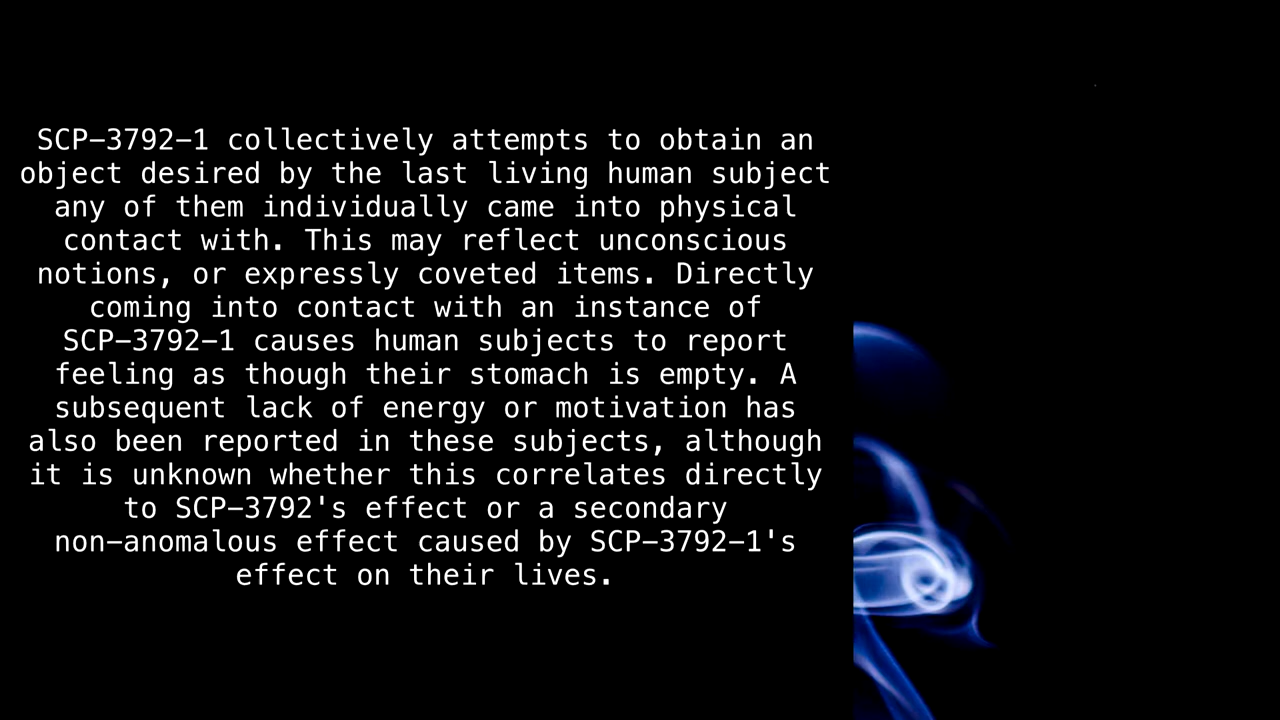 SCP-3792-1 collectively attempts to obtain an
object desired by the last living human subject
any of them individually came into physical
contact with. This may reflect unconscious
notions, or expressly coveted items. Directly
coming into contact with an instance of
SCP-3792-1 causes human subjects to report
feeling as though their stomach is empty. A
subsequent lack of energy or motivation has
also been reported in these subjects, although
it is unknown whether this correlates directly
to SCP-3792's effect or a secondary
non-anomalous effect caused by SCP-3792-1's
effect on their lives.